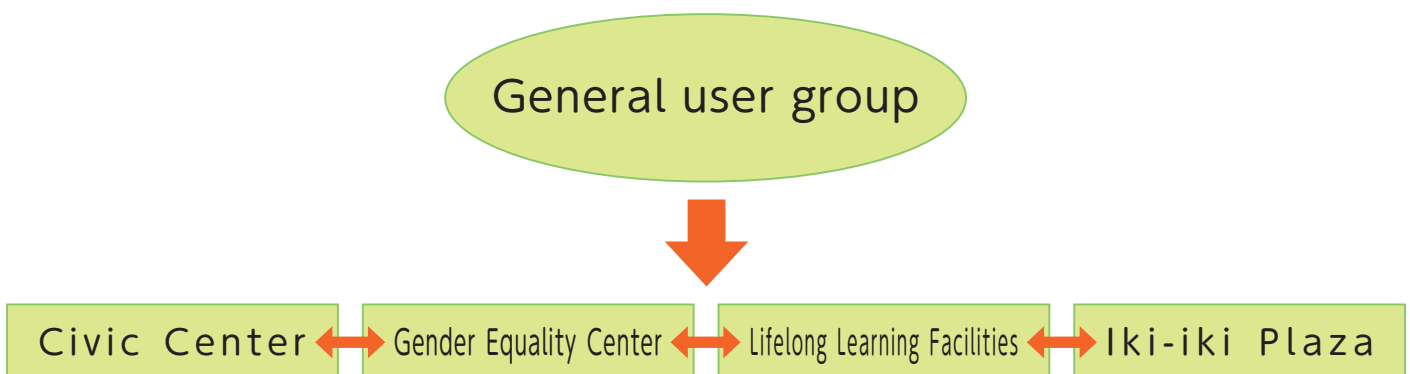 General user group
Civic Center
Gender Equality Center
Lifelong Learning Facilities
Iki-iki Plaza